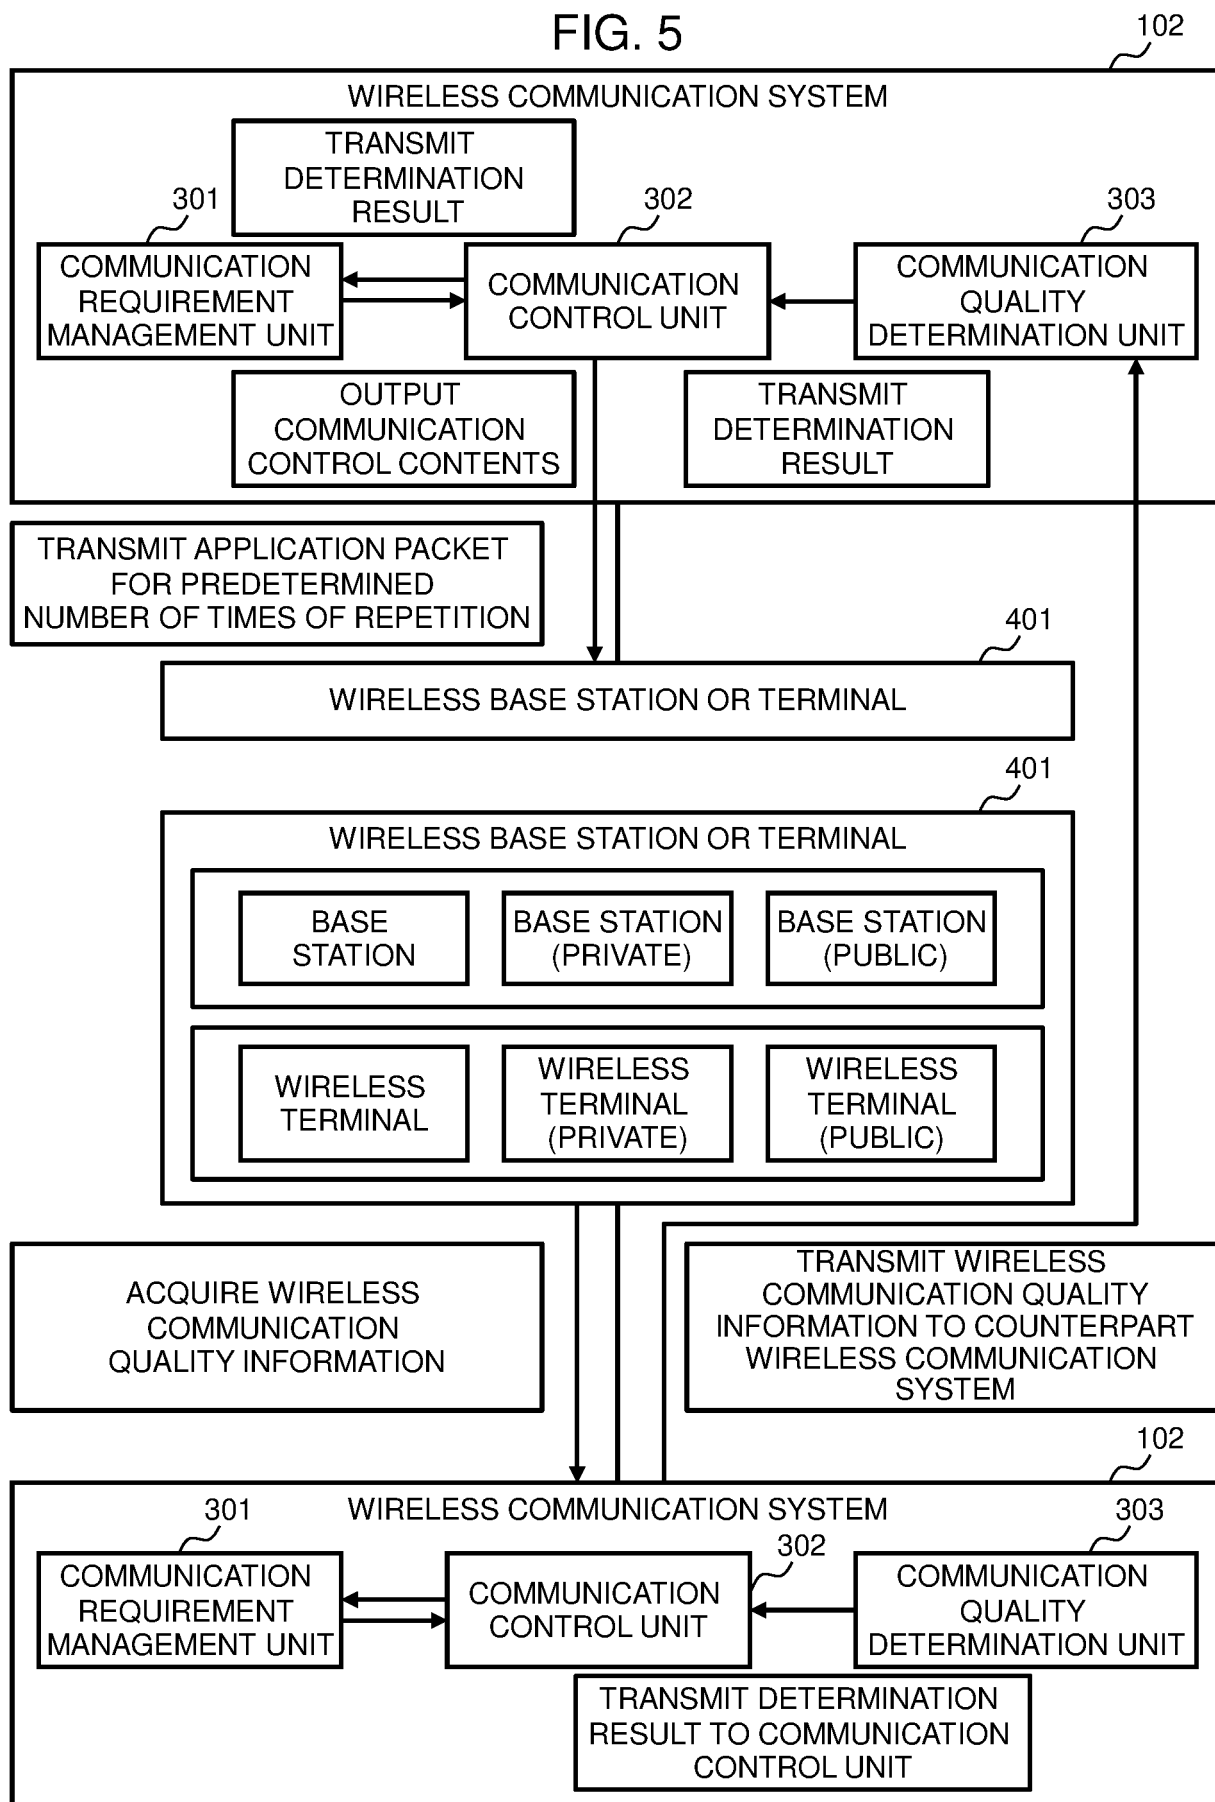 FIG. 5
102
WIRELESS COMMUNICATION SYSTEM
TRANSMIT
DETERMINATION
RESULT
301
302
303
COMMUNICATION
REQUIREMENT
MANAGEMENT UNIT
COMMUNICATION
CONTROL UNIT
COMMUNICATION
QUALITY
DETERMINATION UNIT
OUTPUT
COMMUNICATION
CONTROL CONTENTS
TRANSMIT
DETERMINATION
RESULT
TRANSMIT APPLICATION PACKET
FOR PREDETERMINED
NUMBER OF TIMES OF REPETITION
401
WIRELESS BASE STATION OR TERMINAL
401
WIRELESS BASE STATION OR TERMINAL
BASE
STATION
BASE STATION
(PRIVATE)
BASE STATION
(PUBLIC)
WIRELESS
TERMINAL
WIRELESS
TERMINAL
(PRIVATE)
WIRELESS
TERMINAL
(PUBLIC)
ACQUIRE WIRELESS
COMMUNICATION
QUALITY INFORMATION
TRANSMIT WIRELESS
COMMUNICATION QUALITY
INFORMATION TO COUNTERPART
WIRELESS COMMUNICATION
SYSTEM
102
WIRELESS COMMUNICATION SYSTEM
301
302
303
COMMUNICATION
REQUIREMENT
MANAGEMENT UNIT
COMMUNICATION
CONTROL UNIT
COMMUNICATION
QUALITY
DETERMINATION UNIT
TRANSMIT DETERMINATION
RESULT TO COMMUNICATION
CONTROL UNIT